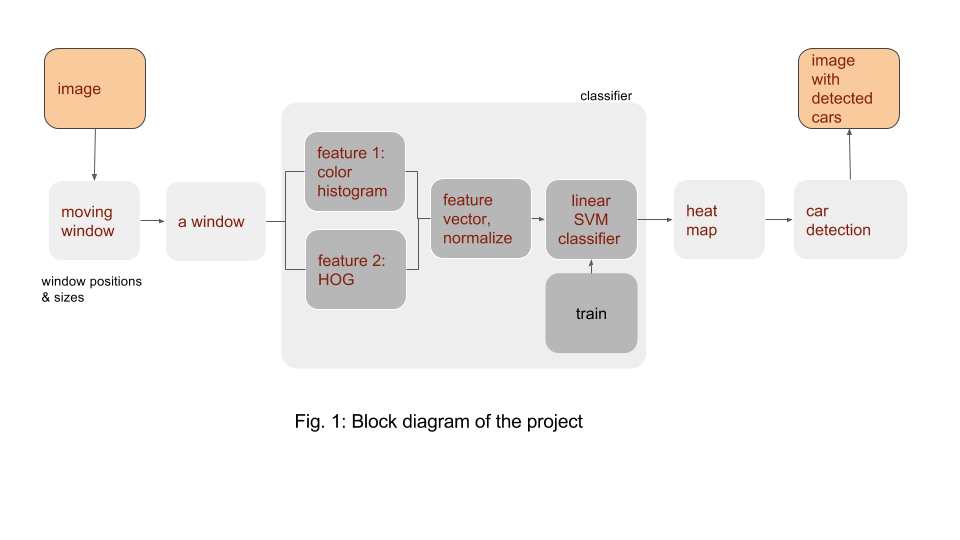 image
moving
window
window positions
& sizes
a window
classifier
feature 1:
color
histogram
feature 2:
HOG
feature
vector,
normalize
linear
SVM
classifier
train
heat
map
car
detection
image
with
detected
cars
Fig. 1: Block diagram of the project